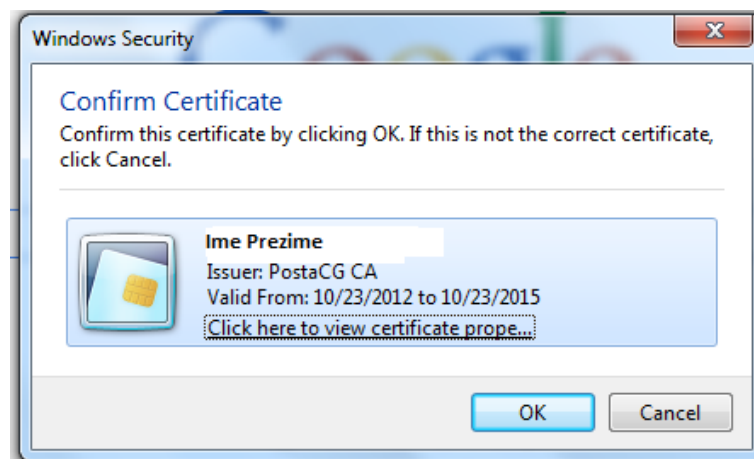 Windows Security
Confirm Certificate
Confirm this certificate by clicking OK. If this is not the correct certificate,
click Cancel.
Ime Prezime
Issuer: PostaCG CA
Valid From: 10/23/2012 to 10/23/2015
Click here to view certificate prope...
OK
Cancel